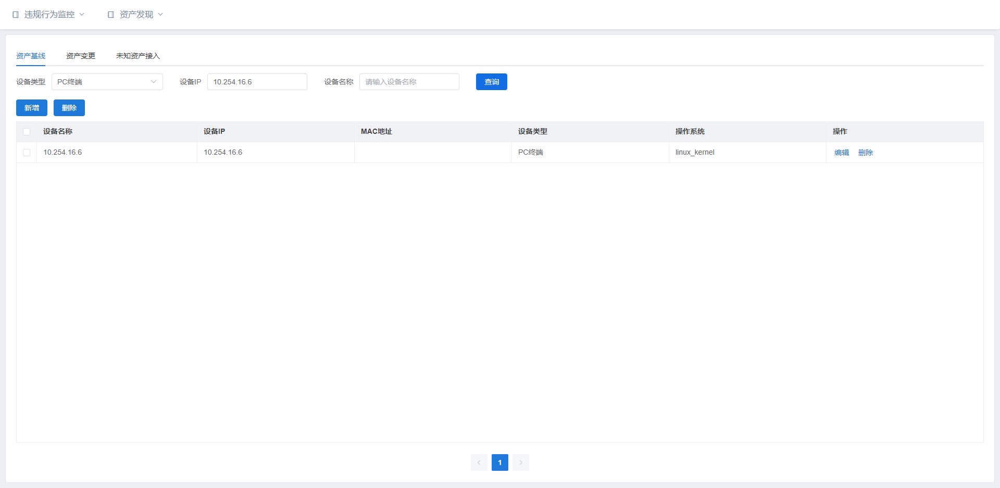 违规行为监控 资产发现
资产基线 资产变更 未知资产接入
设备类型 PC终端 设备IP 10.254.16.6 设备名称 请输入设备名称 查询
新增 删除
设备名称 设备IP MAC地址 设备类型 操作系统 操作
10.254.16.6 10.254.16.6 PC终端 linux_kernel 编辑 删除
1